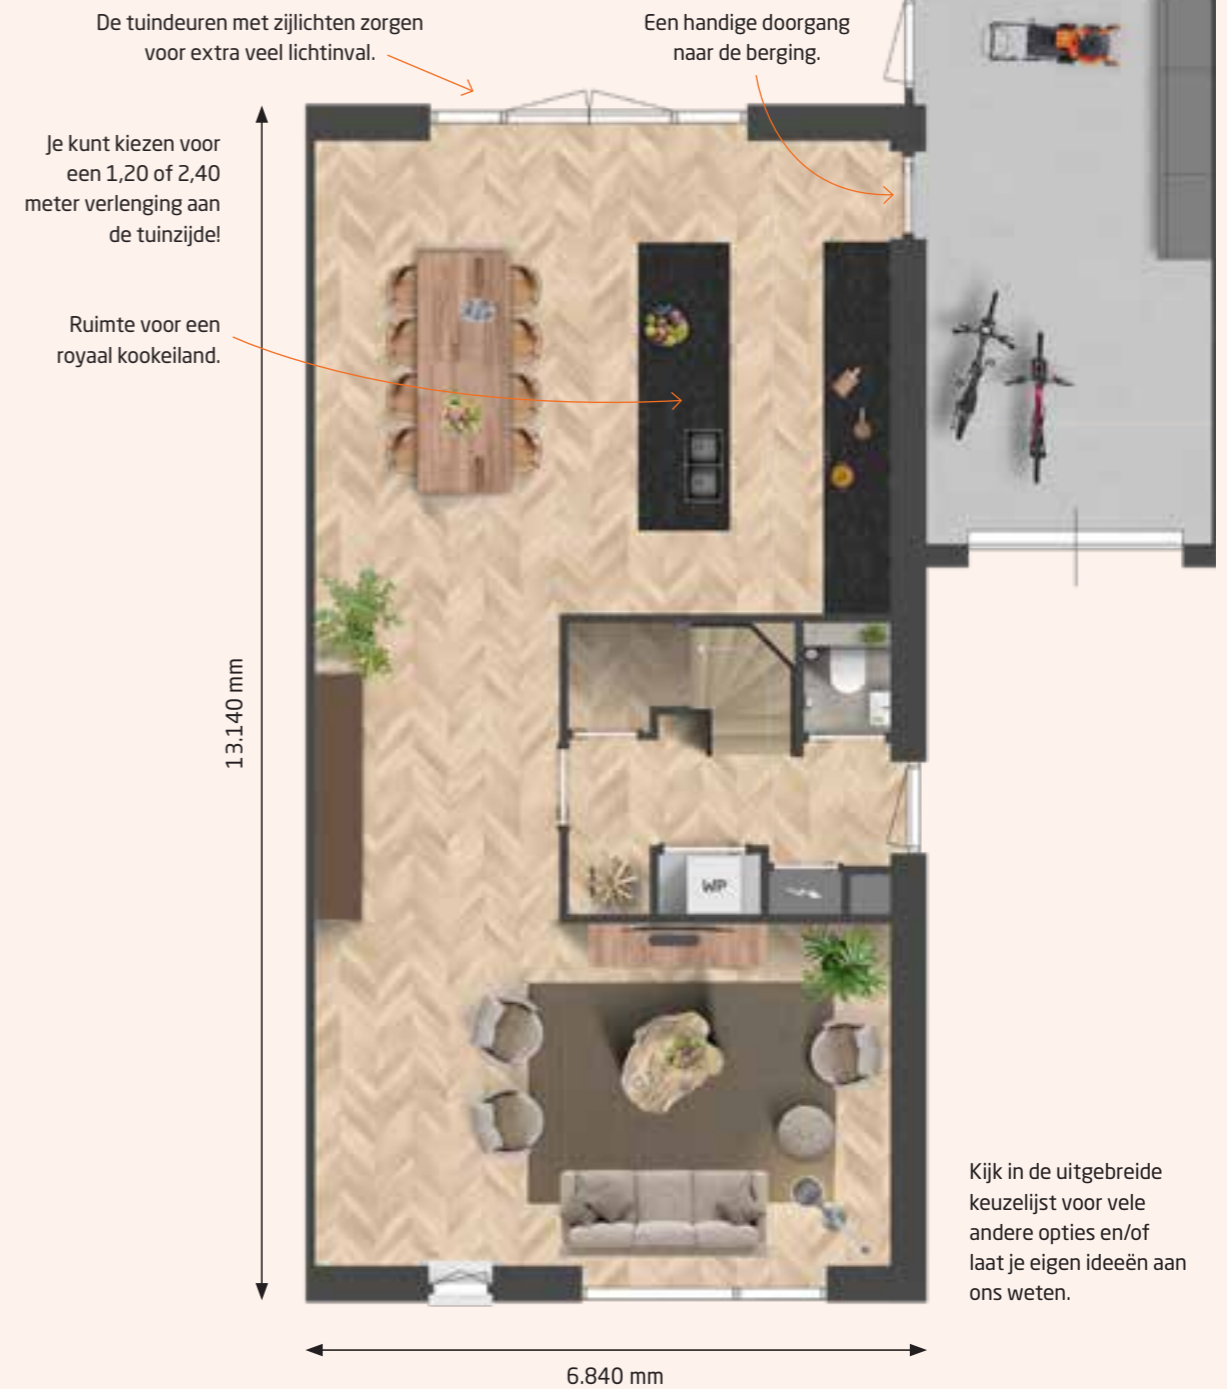 De tuindeuren met zijlichten zorgen
voor extra veel lichtinval.
Een handige doorgang
naar de berging.
Je kunt kiezen voor
een 1,20 of 2,40
meter verlenging aan
de tuinzijde!
Ruimte voor een
royaal kookeiland.
13.140 mm
WP
Kijk in de uitgebreide
keuzelijst voor vele
andere opties en/of
laat je eigen ideeën aan
ons weten.
6.840 mm